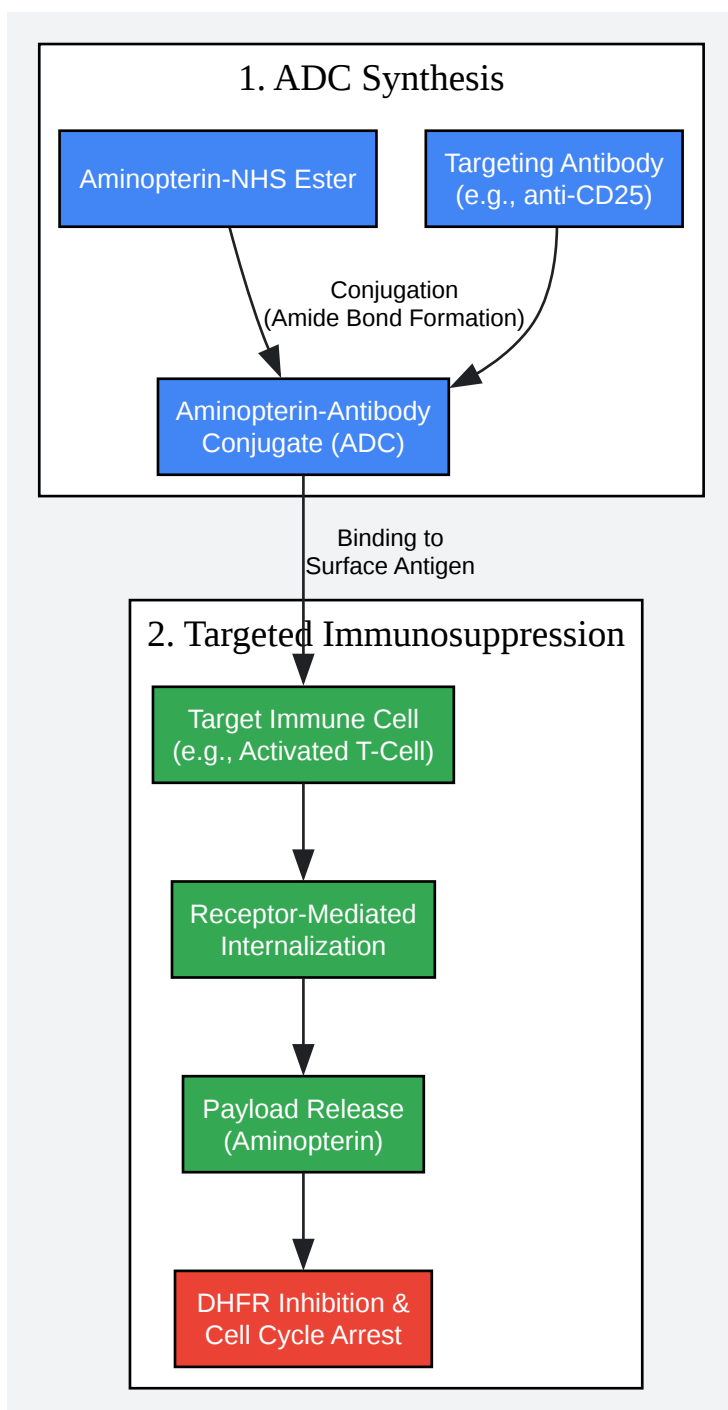 1. ADC Synthesis
Aminopterin-NHS Ester
Targeting Antibody
(e.g., anti-CD25)
Conjugation
(Amide Bond Formation)
Aminopterin-Antibody
Conjugate (ADC)
Binding to
Surface Antigen
2. Targeted Immunosuppression
Target Immune Cell
(e.g., Activated T-Cell)
Receptor-Mediated
Internalization
Payload Release
(Aminopterin)
DHFR Inhibition &
Cell Cycle Arrest